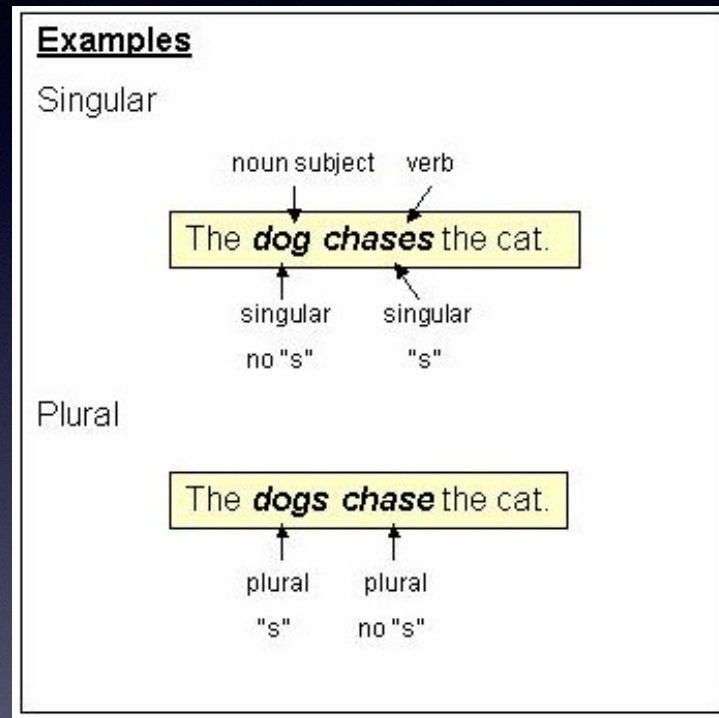 Examples
Singular
noun subject verb
The dog chases the cat.
singular singular
no "s" "s"
Plural
The dogs chase the cat.
plural plural
"s" no "s"